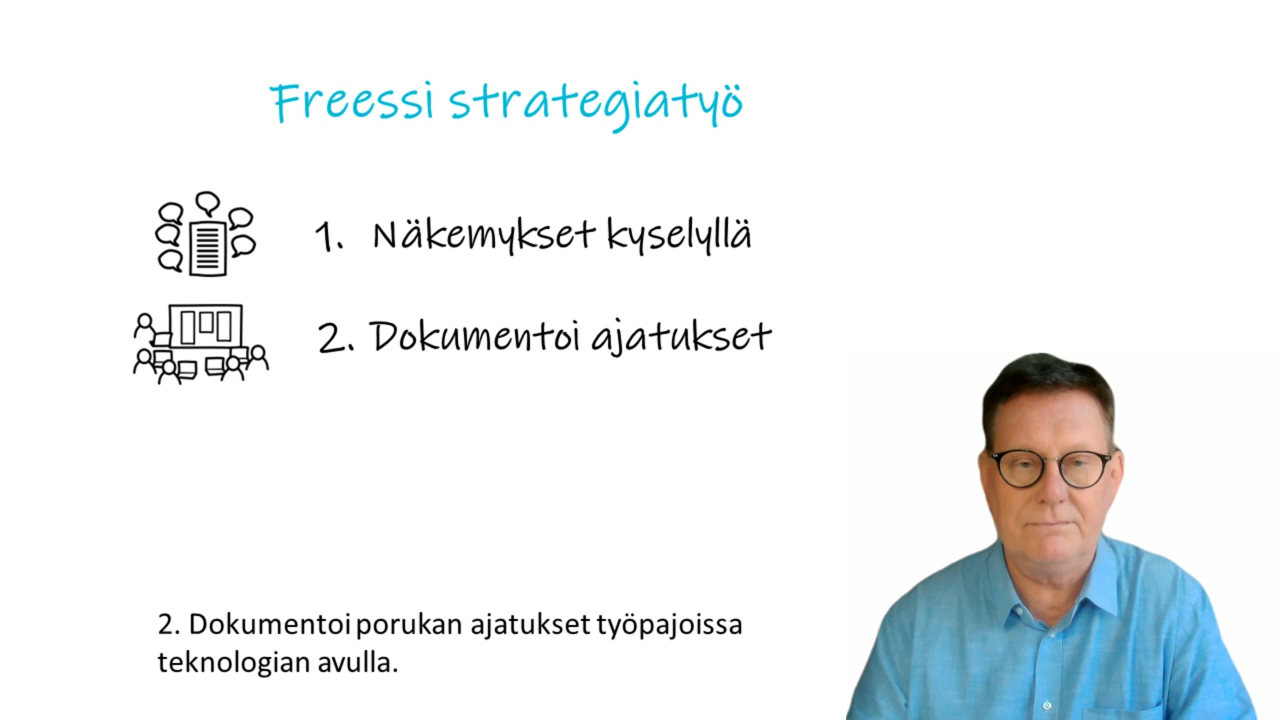 Freessi strategiatyö
1. Näkemykset kyselyllä
2. Dokumentoi ajatukset
2. Dokumentoi porukan ajatukset työpajoissa
teknologian avulla.